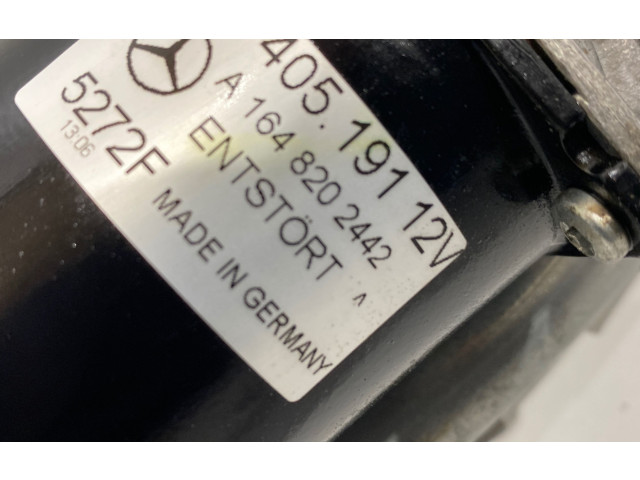 405.191 12V
A 164 820 2442
ENTSTÖRT ^
5272F MADE IN GERMANY
13:06